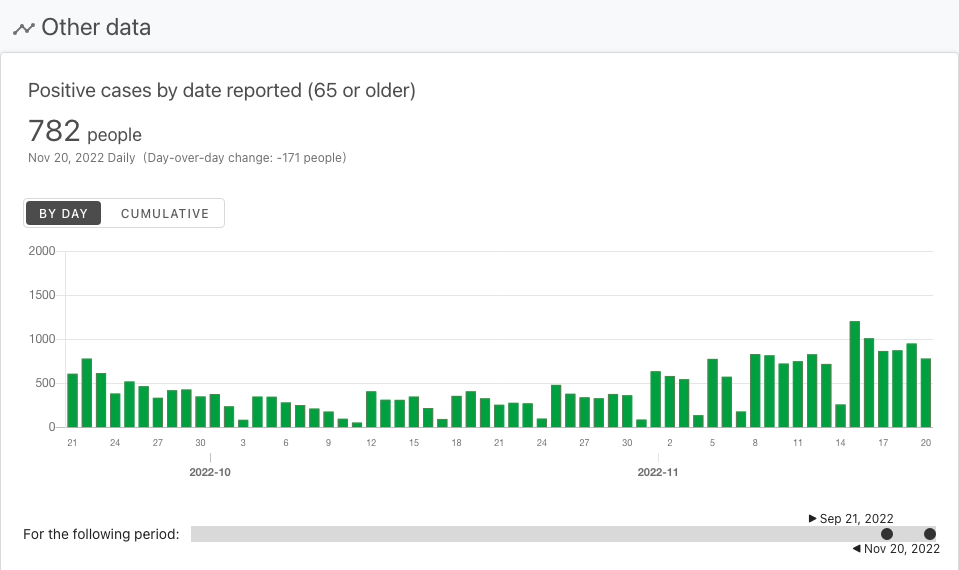 Other data
Positive cases by date reported (65 or older)
782 people
Nov 20, 2022 Daily (Day-over-day change: -171 people)
BY DAY CUMULATIVE
2000
1500
1000
500
0
21 24 27 30 3 6 9 12 15 18 21 24 27 30 2 5 8 11 14 17 20
2022-10 2022-11
Sep 21, 2022
For the following period:
Nov 20, 2022